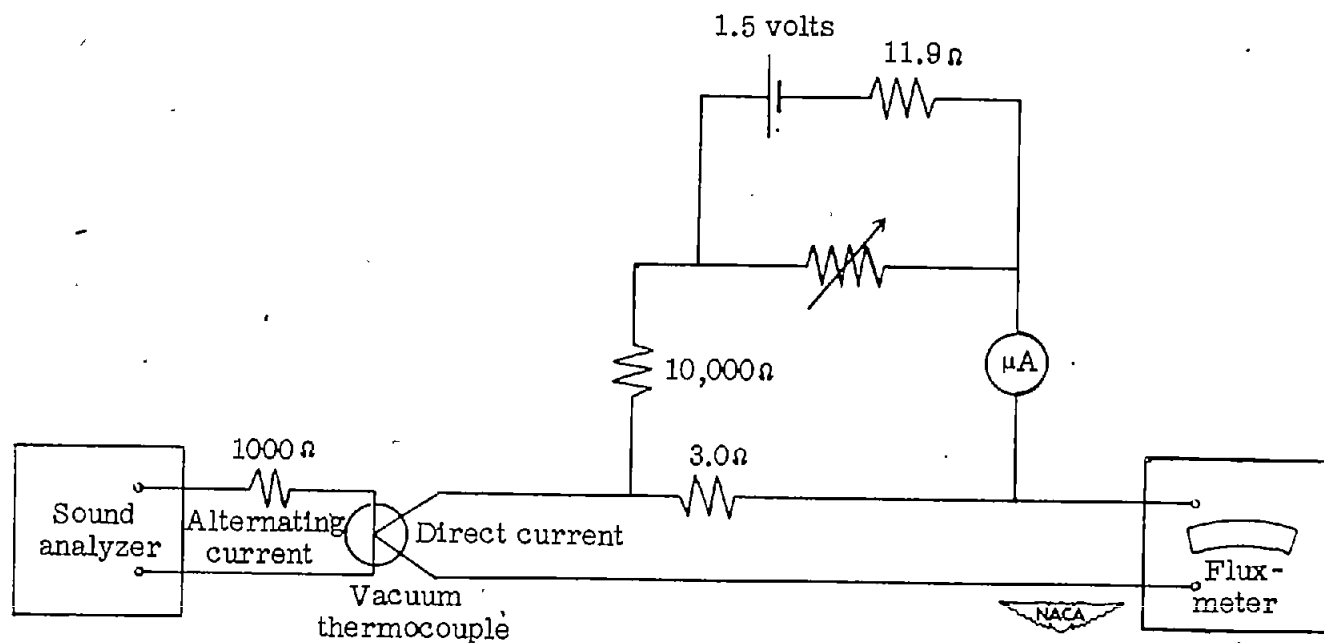 1.5 volts
11.9 Ω
10,000 Ω
μA
1000 Ω
3.0 Ω
Sound
analyzer
Alternating
current
Direct current
Vacuum
thermocouple
NACA
Flux-
meter